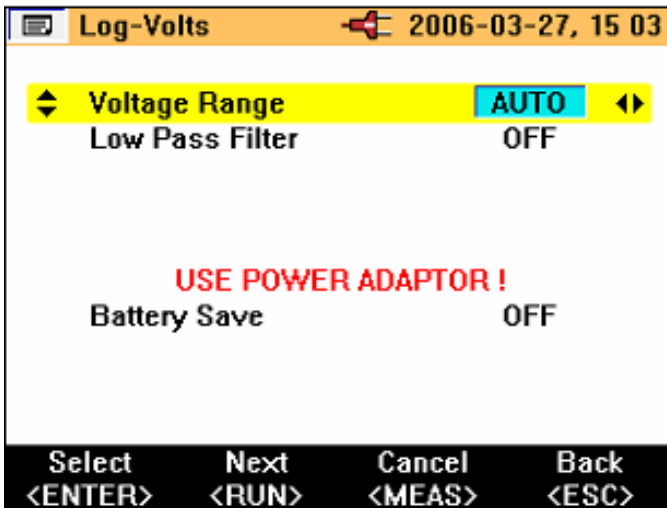 Log-Volts 2006-03-27, 15 03
Voltage Range AUTO
Low Pass Filter OFF
USE POWER ADAPTOR !
Battery Save OFF
Select Next Cancel Back
<ENTER> <RUN> <MEAS> <ESC>